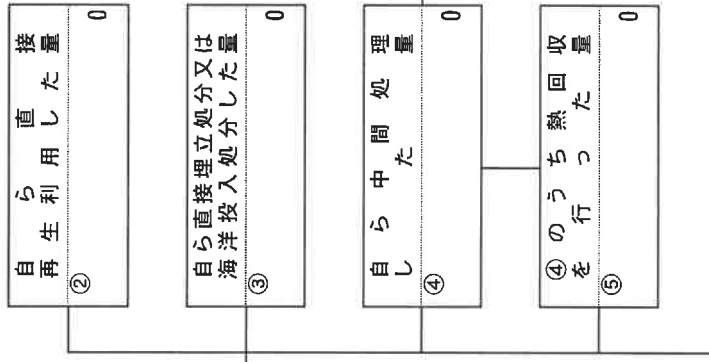 自ら直接
再生利用した量
② 0
自ら直接埋立処分又は
海洋投入処分した量
③ 0
自ら中間処理
した量
④ 0
④のうち熱回収
を行った量
⑤ 0